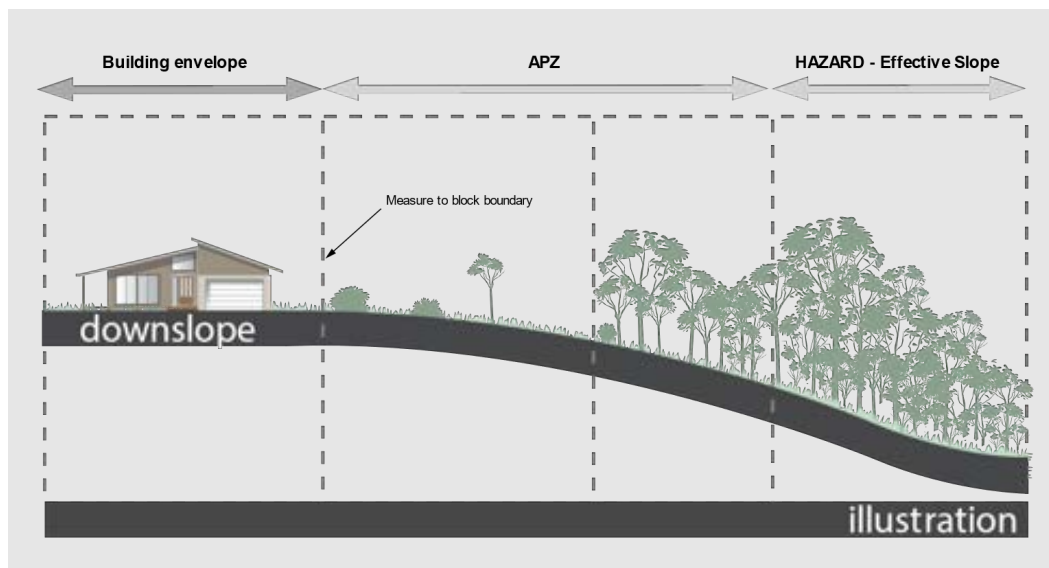 Building envelope
APZ
HAZARD - Effective Slope
Measure to block boundary
downslope
illustration